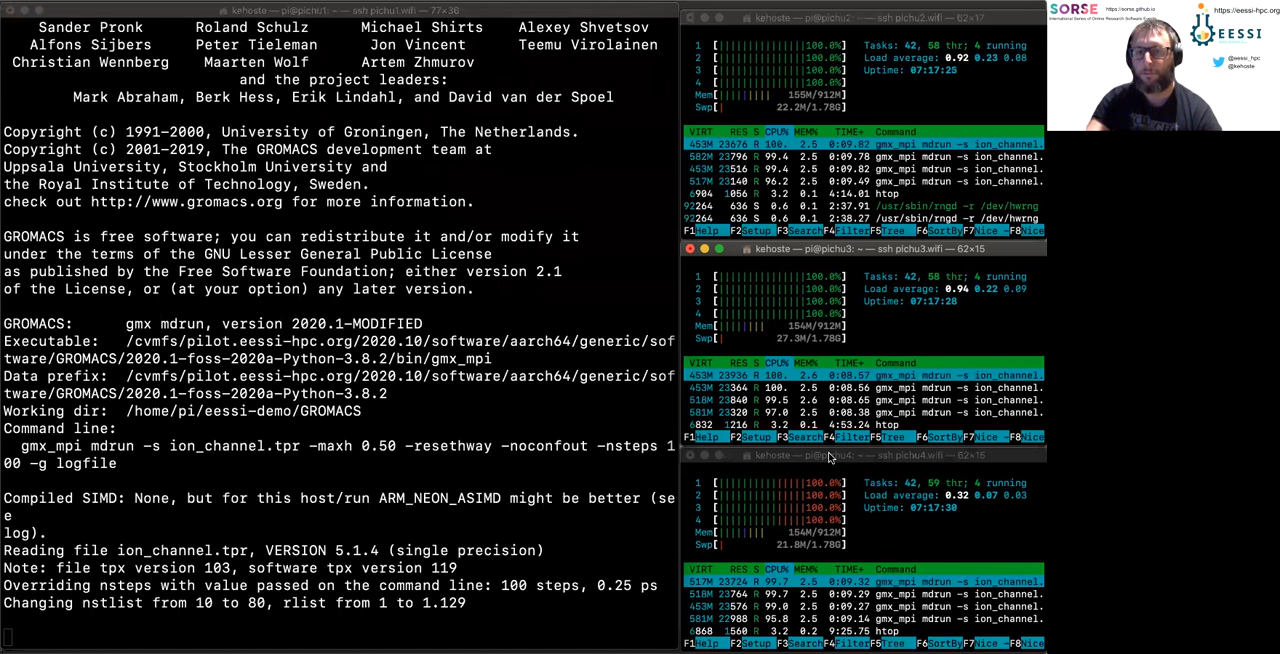 kehoste — pi@pichu1: ~ — ssh pichu1.wifi — 77×36
Sander Pronk Roland Schulz Michael Shirts Alexey Shvetsov
Alfons Sijbers Peter Tieleman Jon Vincent Teemu Virolainen
Christian Wennberg Maarten Wolf Artem Zhmurov
and the project leaders:
Mark Abraham, Berk Hess, Erik Lindahl, and David van der Spoel
Copyright (c) 1991-2000, University of Groningen, The Netherlands.
Copyright (c) 2001-2019, The GROMACS development team at
Uppsala University, Stockholm University and
the Royal Institute of Technology, Sweden.
check out http://www.gromacs.org for more information.
GROMACS is free software; you can redistribute it and/or modify it
under the terms of the GNU Lesser General Public License
as published by the Free Software Foundation; either version 2.1
of the License, or (at your option) any later version.
GROMACS: gmx mdrun, version 2020.1-MODIFIED
Executable: /cvmfs/pilot.eessi-hpc.org/2020.10/software/aarch64/generic/sof
tware/GROMACS/2020.1-foss-2020a-Python-3.8.2/bin/gmx_mpi
Data prefix: /cvmfs/pilot.eessi-hpc.org/2020.10/software/aarch64/generic/sof
tware/GROMACS/2020.1-foss-2020a-Python-3.8.2
Working dir: /home/pi/eessi-demo/GROMACS
Command line:
gmx_mpi mdrun -s ion_channel.tpr -maxh 0.50 -resethway -noconfout -nsteps 1
00 -g logfile
Compiled SIMD: None, but for this host/run ARM_NEON_ASIMD might be better (se
e
log).
Reading file ion_channel.tpr, VERSION 5.1.4 (single precision)
Note: file tpx version 103, software tpx version 119
Overriding nsteps with value passed on the command line: 100 steps, 0.25 ps
Changing nstlist from 10 to 80, rlist from 1 to 1.129
kehoste — pi@pichu2: ~ — ssh pichu2.wifi — 62×17
1 [||||||||||||||||||100.0%] Tasks: 42, 58 thr; 4 running
2 [||||||||||||||||||100.0%] Load average: 0.92 0.23 0.08
3 [||||||||||||||||||100.0%] Uptime: 07:17:25
4 [||||||||||||||||||100.0%]
Mem[|||||||| 155M/912M]
Swp[| 22.2M/1.78G]
VIRT RES S CPU% MEM% TIME+ Command
453M 23676 R 100. 2.5 0:09.82 gmx_mpi mdrun -s ion_channel.
582M 23796 R 99.4 2.5 0:09.78 gmx_mpi mdrun -s ion_channel.
453M 23516 R 99.4 2.5 0:09.82 gmx_mpi mdrun -s ion_channel.
517M 23140 R 96.2 2.5 0:09.49 gmx_mpi mdrun -s ion_channel.
6904 1056 R 3.2 0.1 4:14.01 htop
92264 636 S 0.6 0.1 2:37.91 /usr/sbin/rngd -r /dev/hwrng
92264 636 S 0.6 0.1 2:38.27 /usr/sbin/rngd -r /dev/hwrng
F1Help F2Setup F3SearchF4FilterF5Tree F6SortByF7Nice -F8Nice
kehoste — pi@pichu3: ~ — ssh pichu3.wifi — 62×15
1 [||||||||||||||||||100.0%] Tasks: 42, 58 thr; 4 running
2 [||||||||||||||||||100.0%] Load average: 0.94 0.22 0.09
3 [||||||||||||||||||100.0%] Uptime: 07:17:28
4 [||||||||||||||||||100.0%]
Mem[|||||||| 154M/912M]
Swp[| 27.3M/1.78G]
VIRT RES S CPU% MEM% TIME+ Command
453M 23936 R 100. 2.6 0:08.57 gmx_mpi mdrun -s ion_channel.
453M 23364 R 100. 2.5 0:08.56 gmx_mpi mdrun -s ion_channel.
518M 23840 R 99.5 2.6 0:08.65 gmx_mpi mdrun -s ion_channel.
581M 23320 R 97.0 2.5 0:08.38 gmx_mpi mdrun -s ion_channel.
6832 1216 R 3.2 0.1 4:53.24 htop
F1Help F2Setup F3SearchF4FilterF5Tree F6SortByF7Nice -F8Nice
kehoste — pi@pichu4: ~ — ssh pichu4.wifi — 62×15
1 [||||||||||||||||||100.0%] Tasks: 42, 59 thr; 4 running
2 [||||||||||||||||||100.0%] Load average: 0.32 0.07 0.03
3 [||||||||||||||||||100.0%] Uptime: 07:17:30
4 [||||||||||||||||||100.0%]
Mem[|||||||| 154M/912M]
Swp[| 21.8M/1.78G]
VIRT RES S CPU% MEM% TIME+ Command
517M 23724 R 99.7 2.5 0:09.32 gmx_mpi mdrun -s ion_channel.
518M 23764 R 99.7 2.5 0:09.29 gmx_mpi mdrun -s ion_channel.
453M 23576 R 99.0 2.5 0:09.27 gmx_mpi mdrun -s ion_channel.
581M 22988 R 95.8 2.5 0:09.14 gmx_mpi mdrun -s ion_channel.
6868 1560 R 3.2 0.2 9:25.75 htop
F1Help F2Setup F3SearchF4FilterF5Tree F6SortByF7Nice -F8Nice
SORSE https://sorse.github.io
International Series of Online Research Software Events
https://eessi-hpc.org
EESSI
@eessi_hpc
@kehoste